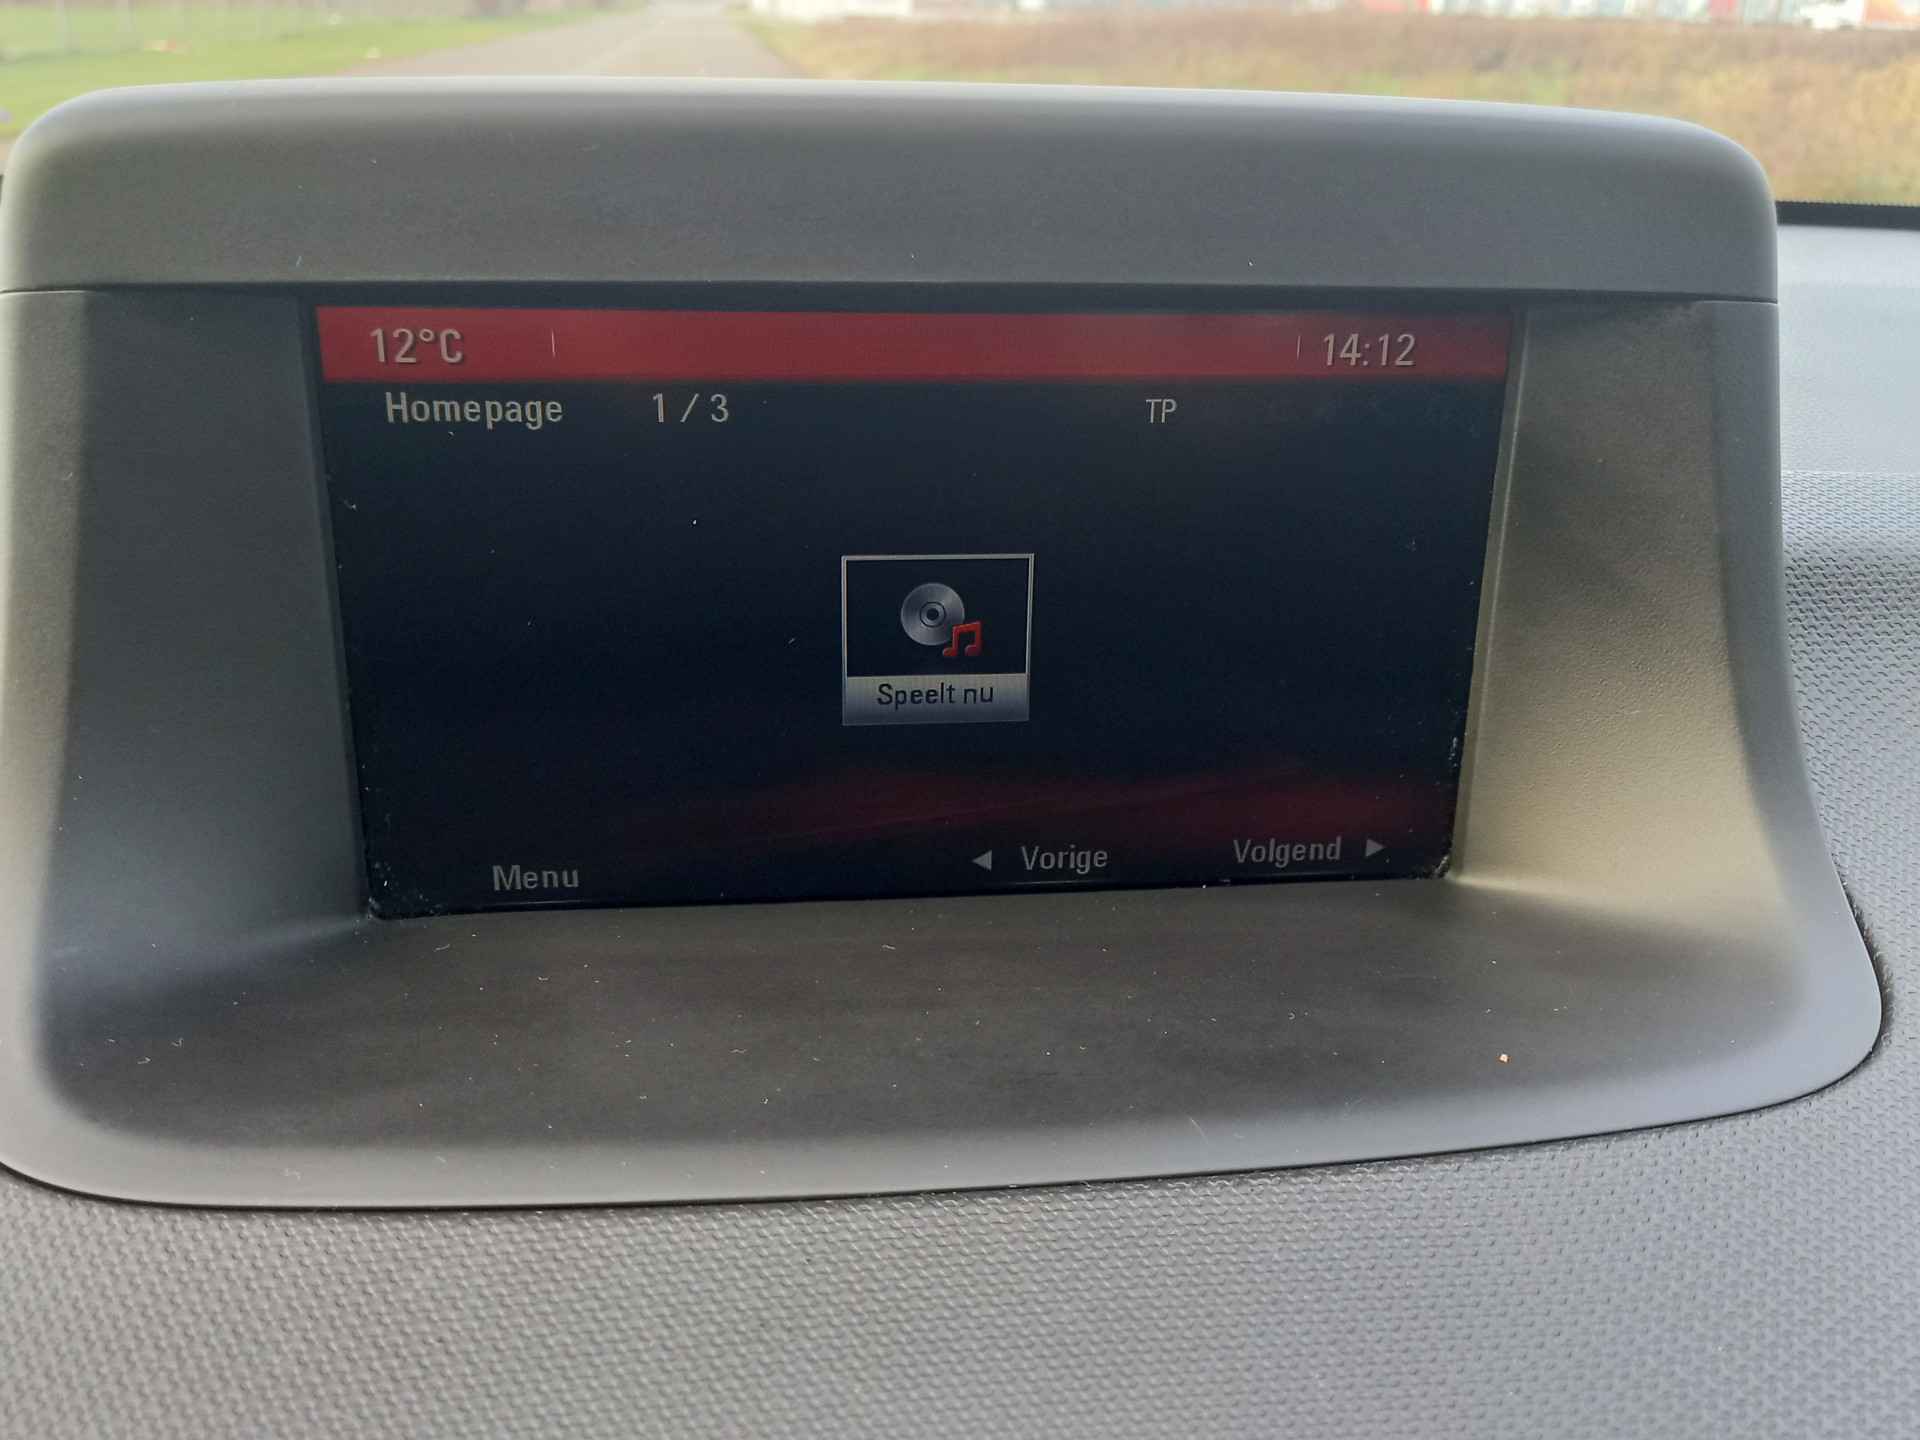 12°C 14:12
Homepage 1 / 3 TP
Speelt nu
Menu ◀ Vorige Volgend ▶